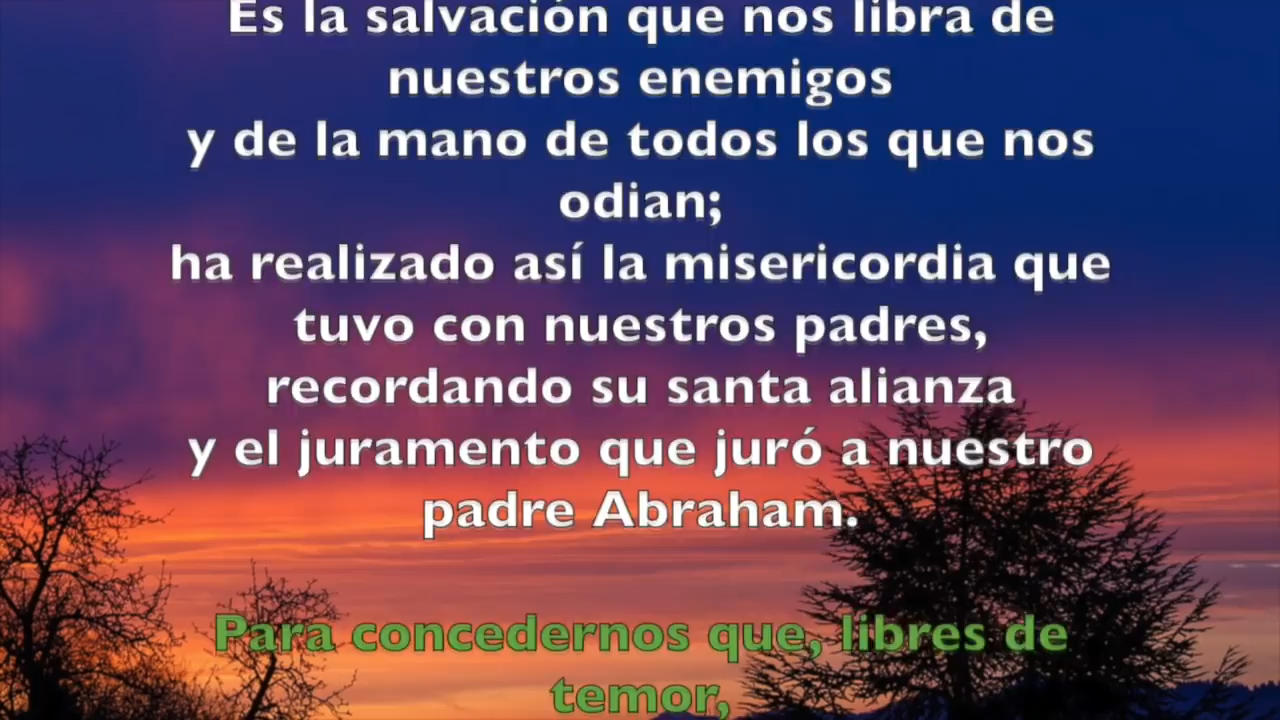 Es la salvación que nos libra de
nuestros enemigos
y de la mano de todos los que nos
odian;
ha realizado así la misericordia que
tuvo con nuestros padres,
recordando su santa alianza
y el juramento que juró a nuestro
padre Abraham.
Para concedernos que, libres de
temor,